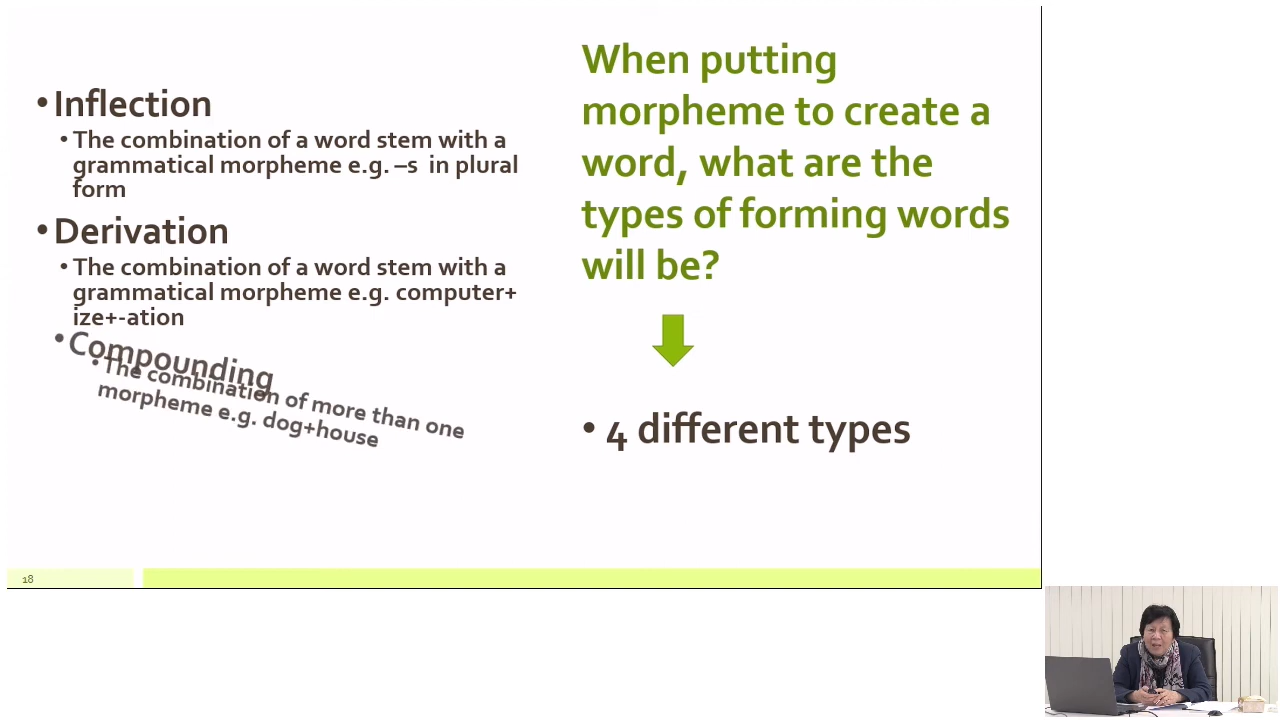 • Inflection
• The combination of a word stem with a
grammatical morpheme e.g. –s in plural
form
• Derivation
• The combination of a word stem with a
grammatical morpheme e.g. computer+
ize+-ation
• Compounding
• The combination of more than one
morpheme e.g. dog+house
When putting
morpheme to create a
word, what are the
types of forming words
will be?
• 4 different types
18